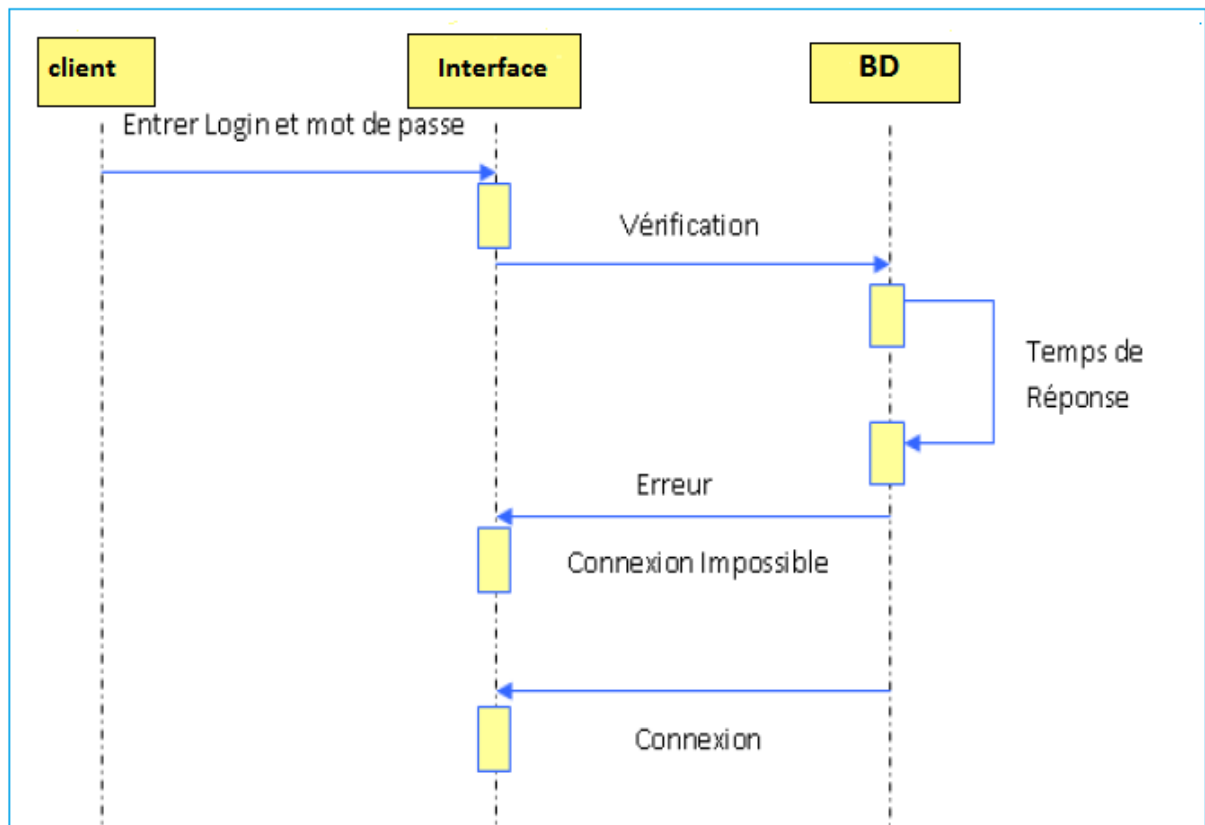 client
Interface
BD
Entrer Login et mot de passe
Vérification
Temps de
Réponse
Erreur
Connexion Impossible
Connexion